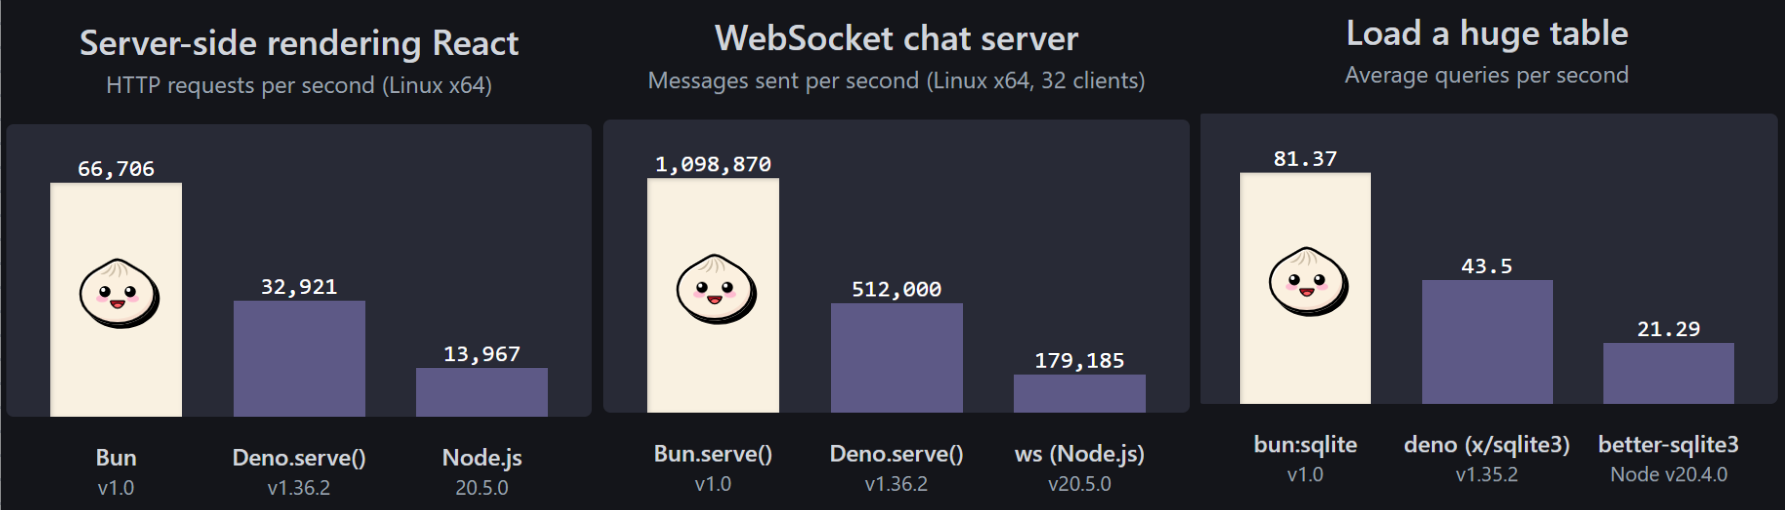 Server-side rendering React
HTTP requests per second (Linux x64)
66,706
32,921
13,967
Bun
v1.0
Deno.serve()
v1.36.2
Node.js
20.5.0
WebSocket chat server
Messages sent per second (Linux x64, 32 clients)
1,098,870
512,000
179,185
Bun.serve()
v1.0
Deno.serve()
v1.36.2
ws (Node.js)
v20.5.0
Load a huge table
Average queries per second
81.37
43.5
21.29
bun:sqlite
v1.0
deno (x/sqlite3)
v1.35.2
better-sqlite3
Node v20.4.0